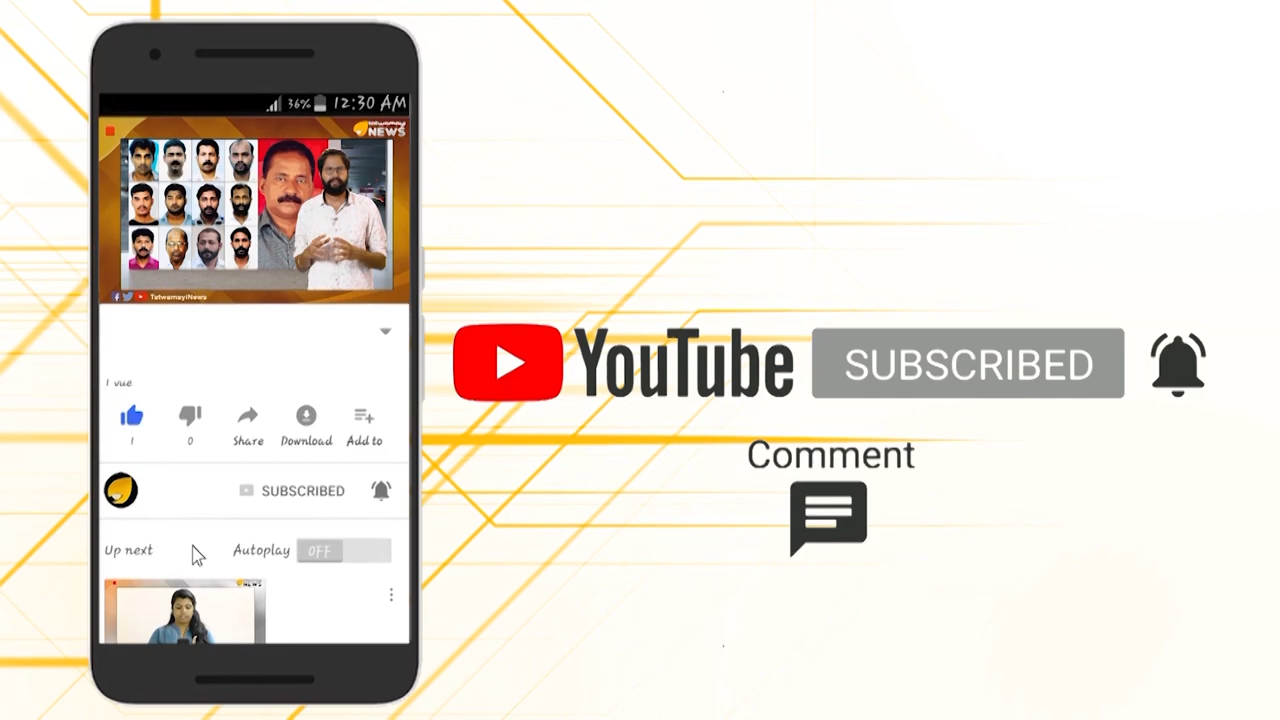 36% 12:30 AM
tatwamayi
NEWS
TatwamayiNews
1 vue
1
0
Share
Download
Add to
SUBSCRIBED
Up next
Autoplay
OFF
NEWS
YouTube
SUBSCRIBED
Comment